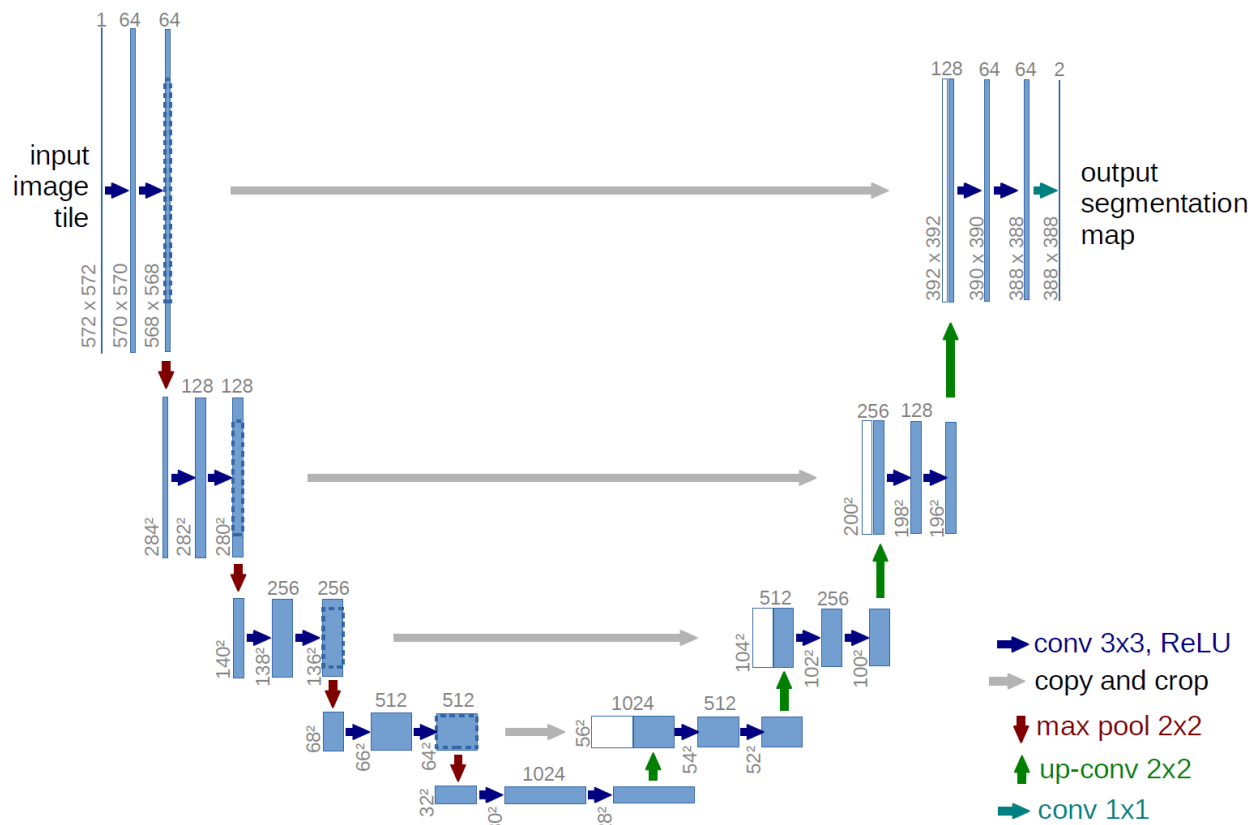 1 64 64
input
image
tile
572 x 572
570 x 570
568 x 568
128 64 64 2
output
segmentation
map
392 x 392
390 x 390
388 x 388
388 x 388
128 128
284²
282²
280²
256 128
200²
198²
196²
256 256
140²
138²
136²
512 256
104²
102²
100²
512 512
68²
66²
64²
1024 512
56²
54²
52²
1024
32²
conv 3x3, ReLU
copy and crop
max pool 2x2
up-conv 2x2
conv 1x1